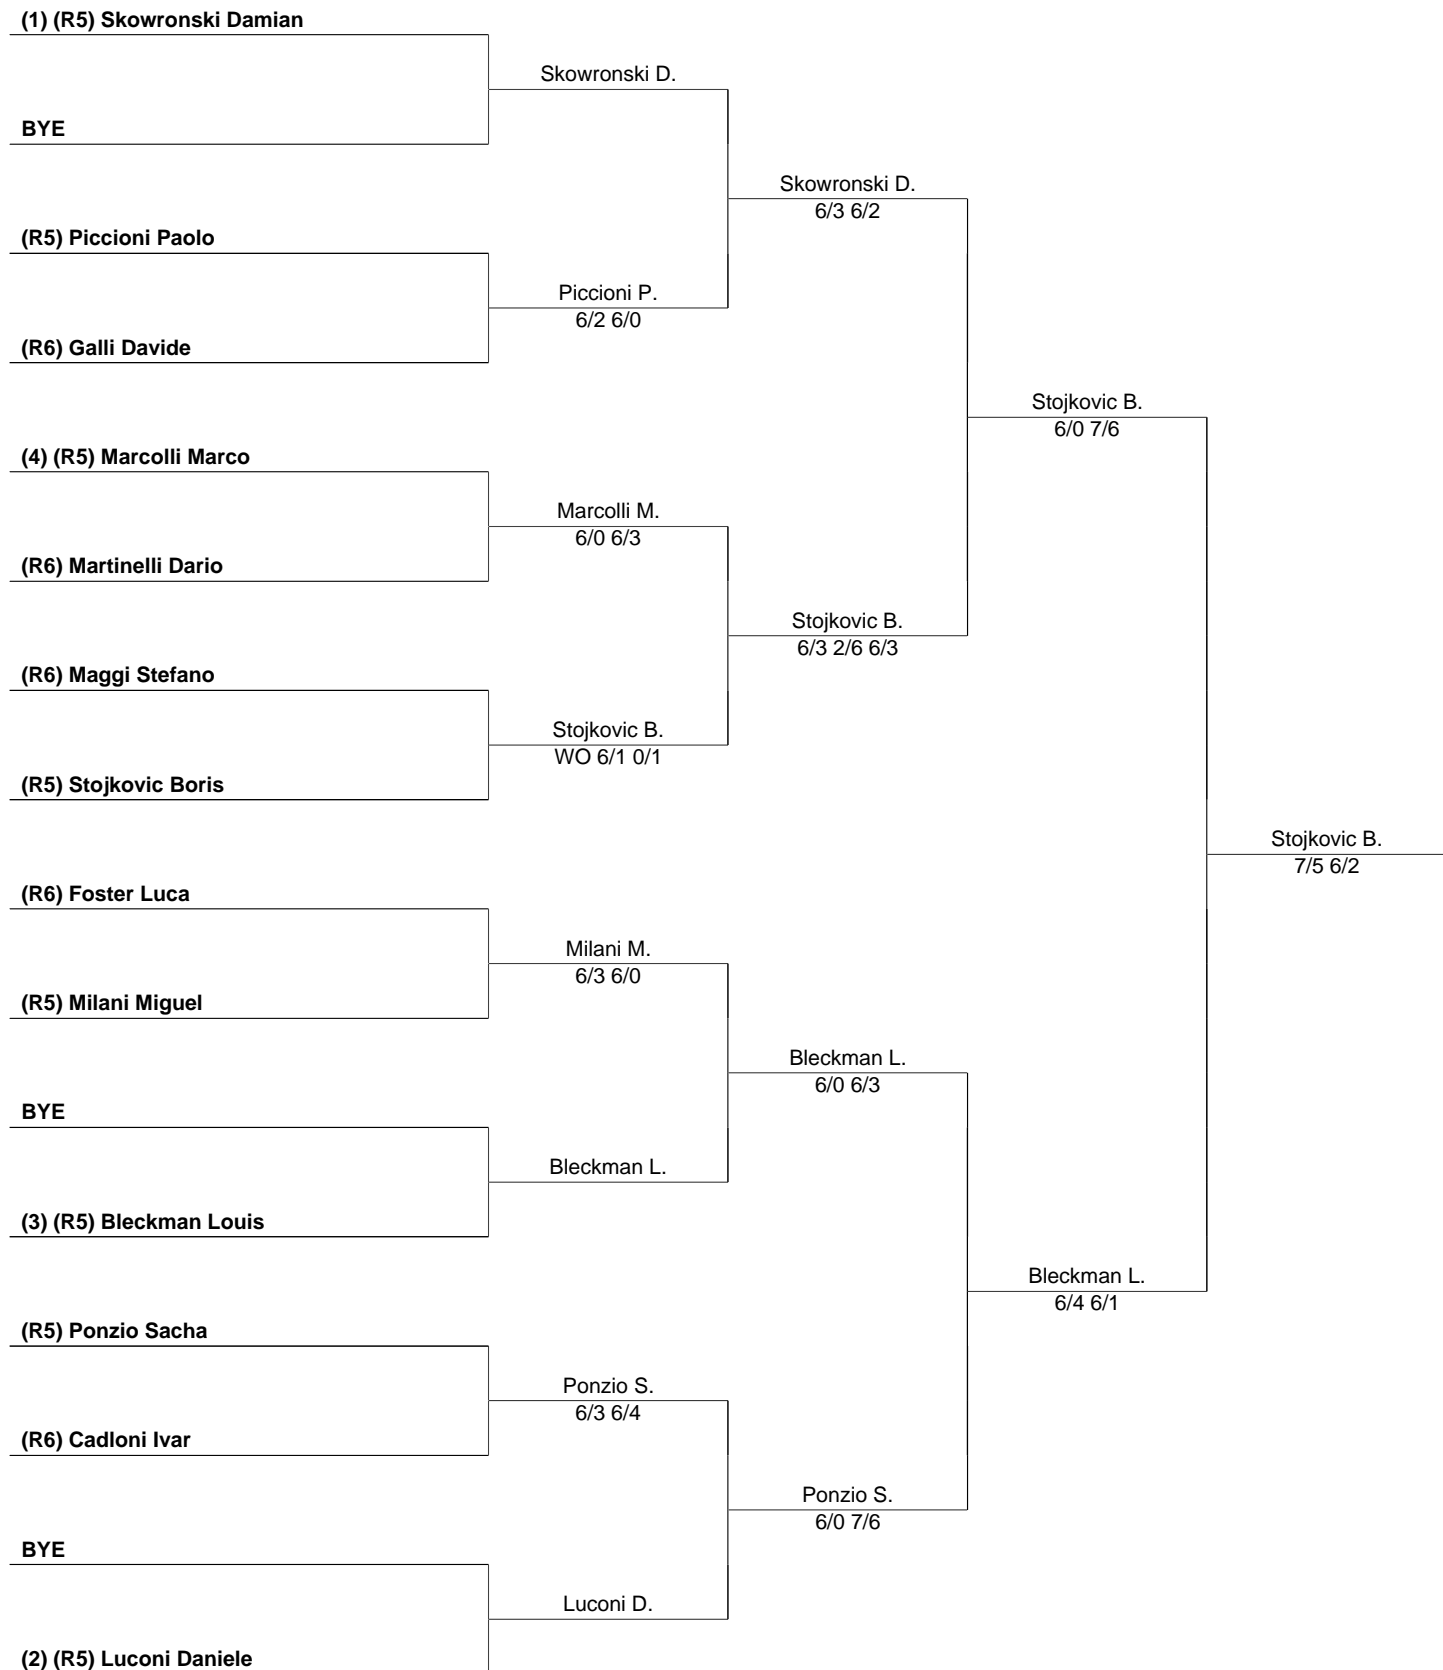 (1) (R5) Skowronski Damian
Skowronski D.
BYE
Skowronski D.
6/3 6/2
(R5) Piccioni Paolo
Piccioni P.
6/2 6/0
(R6) Galli Davide
Stojkovic B.
6/0 7/6
(4) (R5) Marcolli Marco
Marcolli M.
6/0 6/3
(R6) Martinelli Dario
Stojkovic B.
6/3 2/6 6/3
(R6) Maggi Stefano
Stojkovic B.
WO 6/1 0/1
(R5) Stojkovic Boris
Stojkovic B.
7/5 6/2
(R6) Foster Luca
Milani M.
6/3 6/0
(R5) Milani Miguel
Bleckman L.
6/0 6/3
BYE
Bleckman L.
(3) (R5) Bleckman Louis
Bleckman L.
6/4 6/1
(R5) Ponzio Sacha
Ponzio S.
6/3 6/4
(R6) Cadloni Ivar
Ponzio S.
6/0 7/6
BYE
Luconi D.
(2) (R5) Luconi Daniele